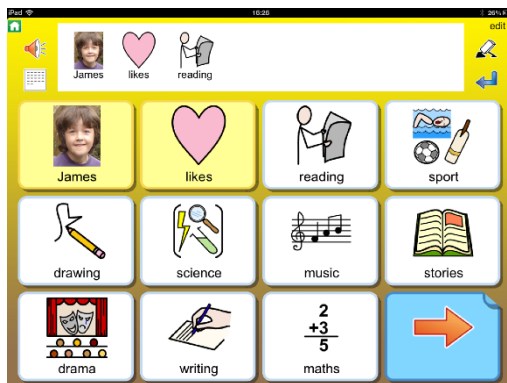 iPad 16:26 26%
edit
James likes reading
James likes reading sport
drawing science music stories
2
+3
5
drama writing maths